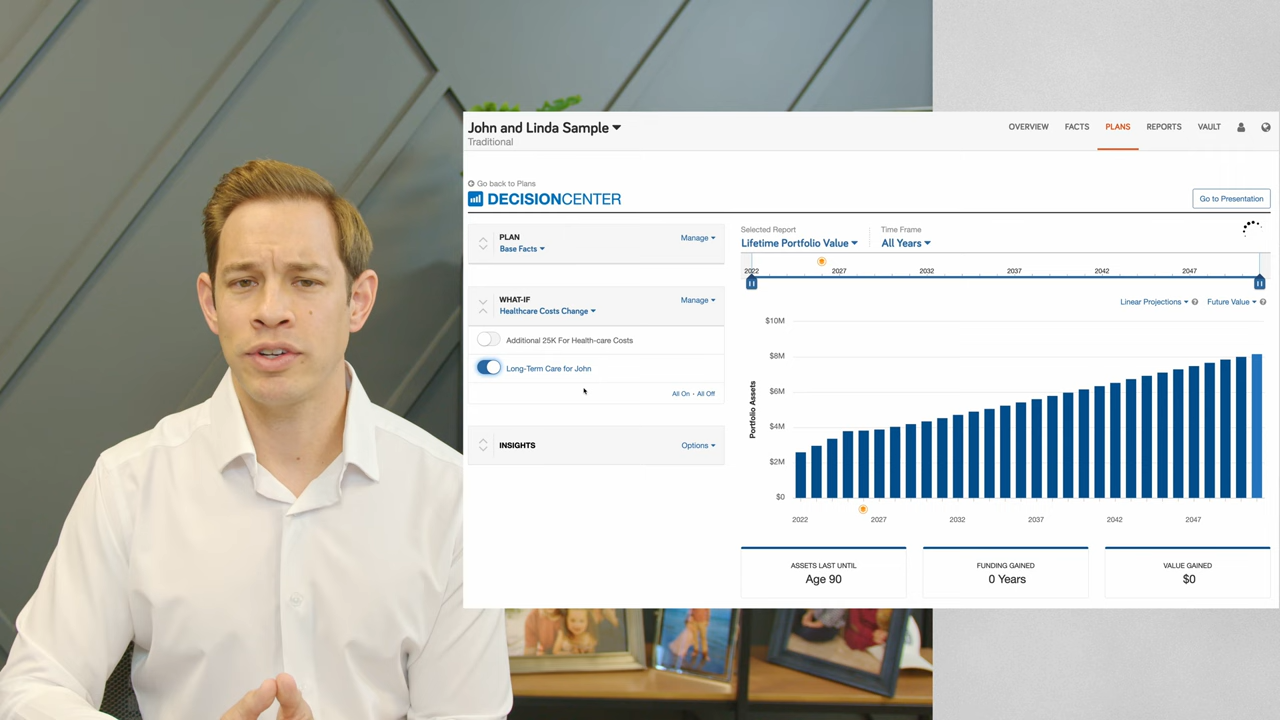 John and Linda Sample
Traditional
OVERVIEW FACTS PLANS REPORTS VAULT
Go back to Plans
DECISIONCENTER
Go to Presentation
PLAN
Base Facts
Manage
WHAT-IF
Healthcare Costs Change
Manage
Additional 25K For Health-care Costs
Long-Term Care for John
All On - All Off
INSIGHTS
Options
Selected Report
Lifetime Portfolio Value
Time Frame
All Years
2022 2027 2032 2037 2042 2047
Linear Projections Future Value
Portfolio Assets
$10M
$8M
$6M
$4M
$2M
$0
2022 2027 2032 2037 2042 2047
ASSETS LAST UNTIL
Age 90
FUNDING GAINED
0 Years
VALUE GAINED
$0